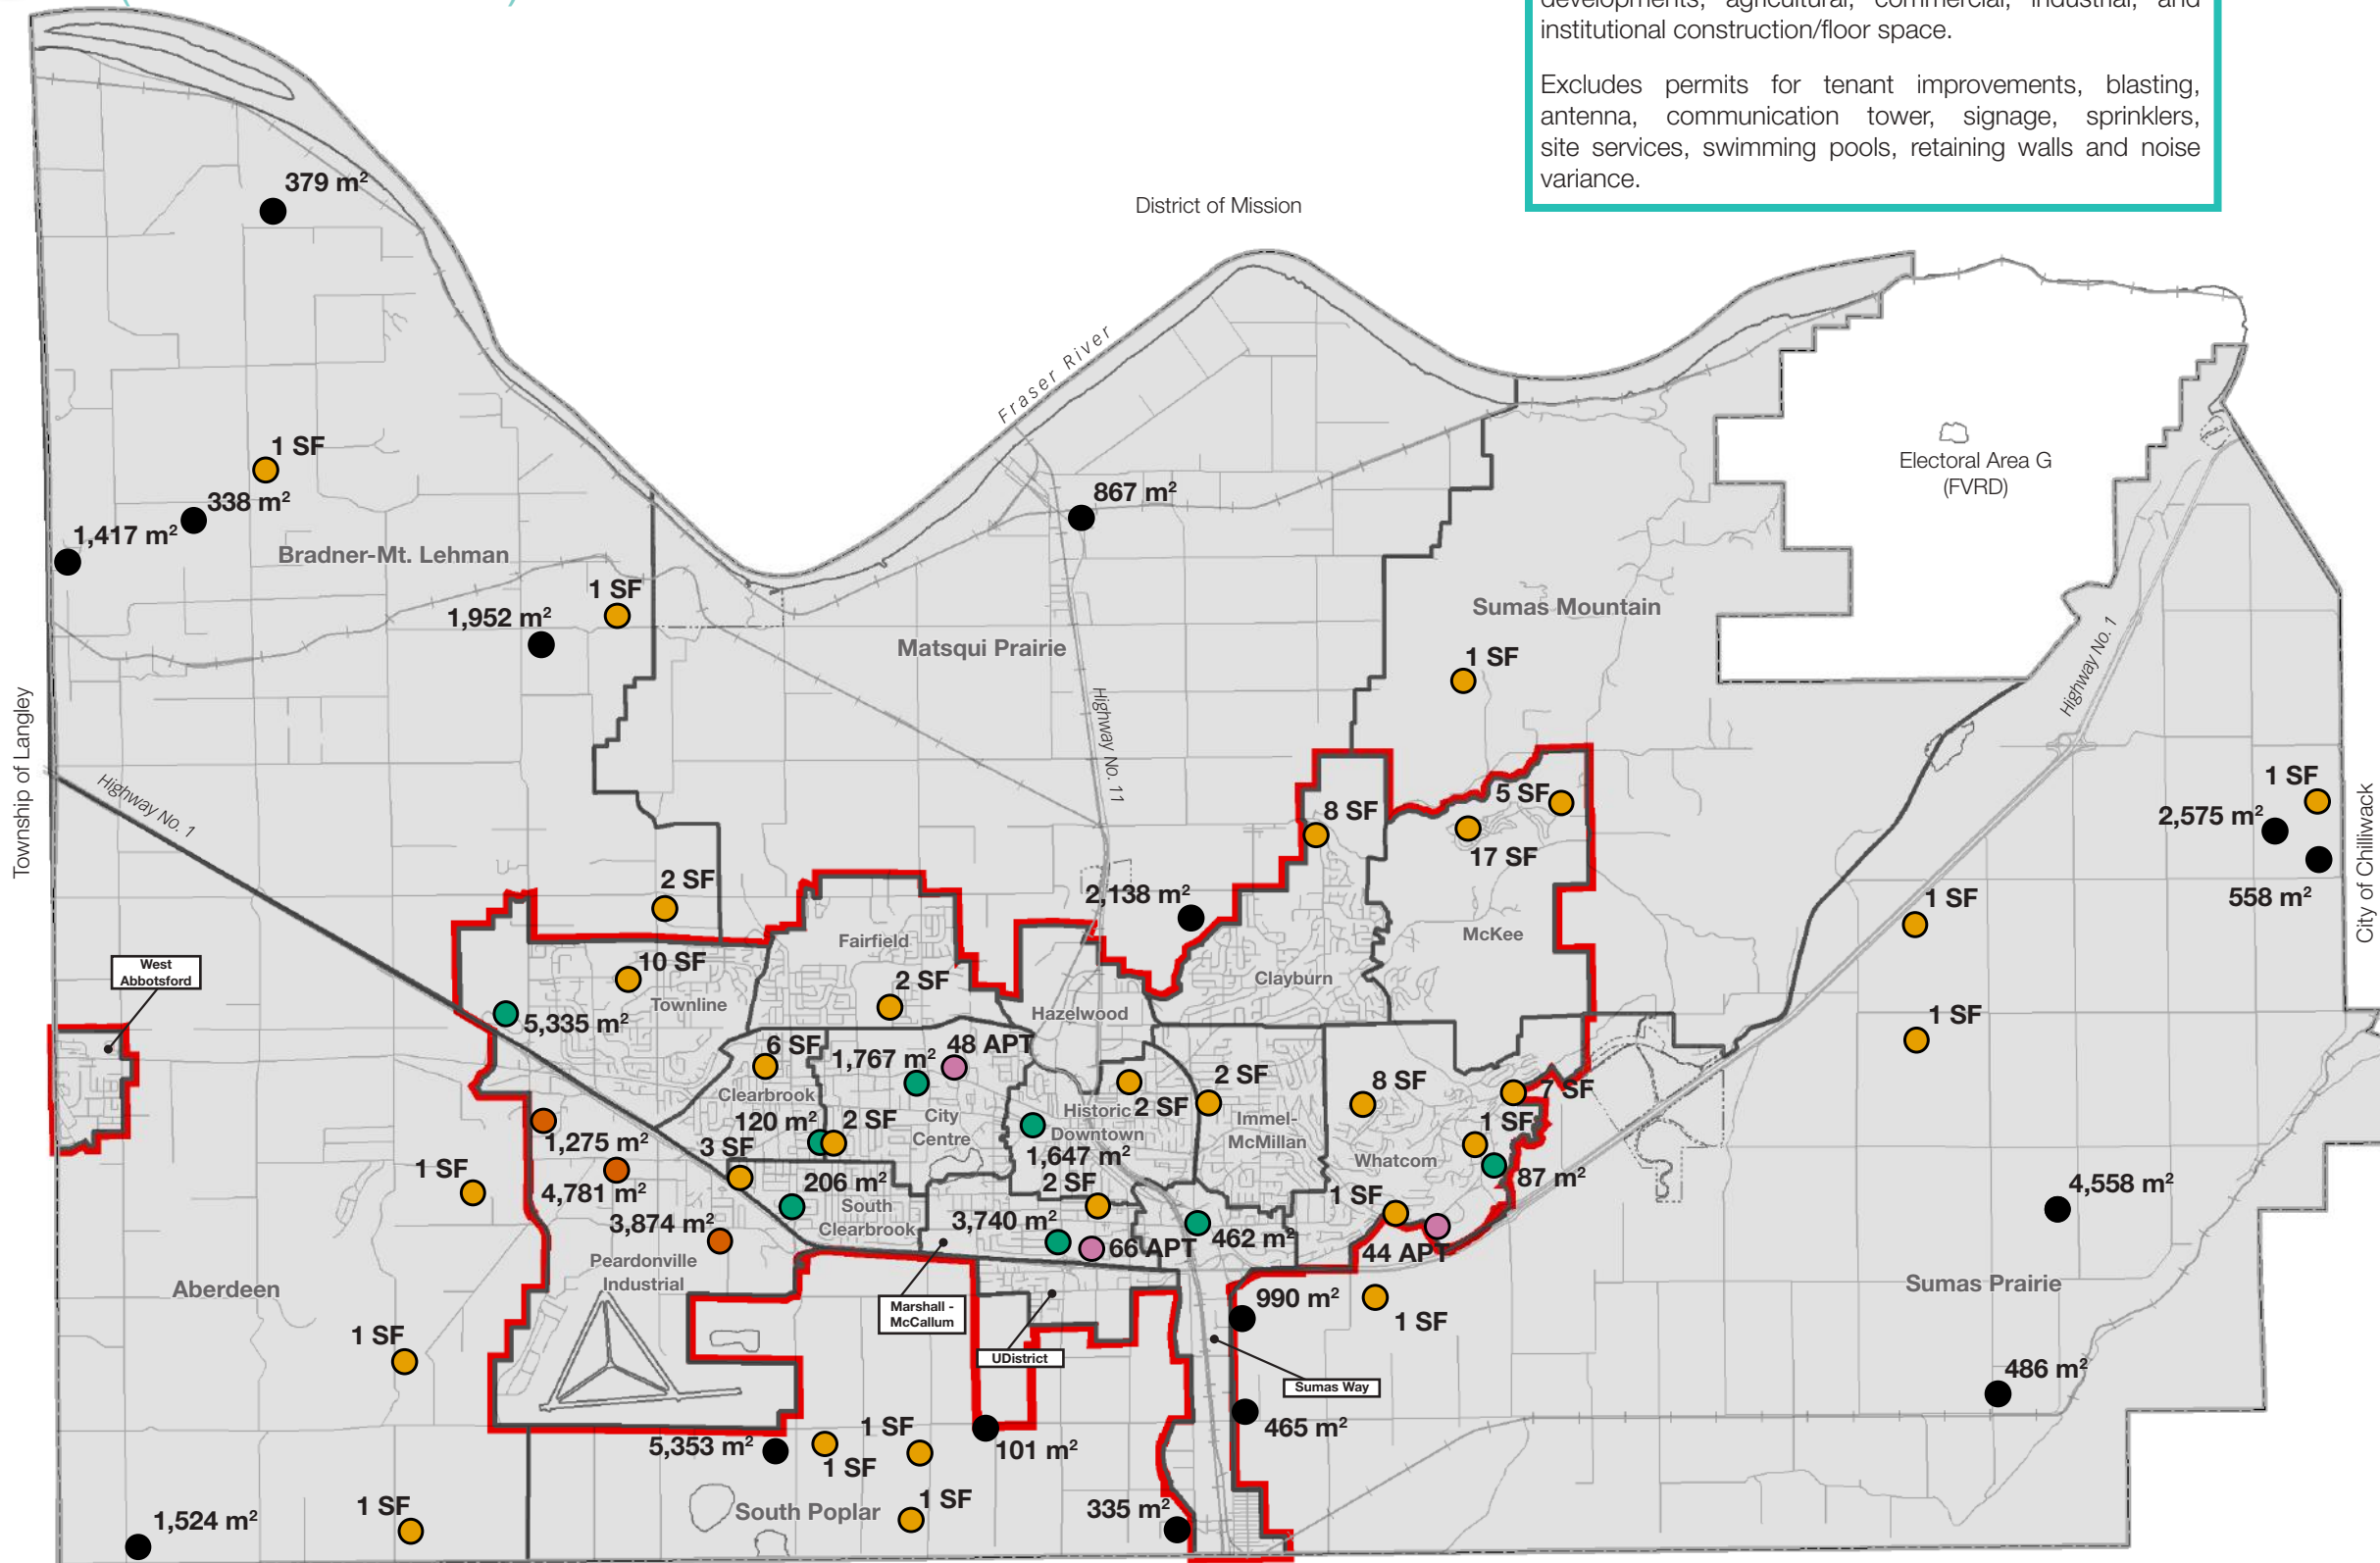 developments, agricultural, commercial, industrial, and
institutional construction/floor space.
Excludes permits for tenant improvements, blasting,
antenna, communication tower, signage, sprinklers,
site services, swimming pools, retaining walls and noise
variance.
379 m²
District of Mission
Fraser River
1 SF
338 m²
1,417 m²
Bradner-Mt. Lehman
867 m²
Electoral Area G
(FVRD)
1 SF
1,952 m²
Matsqui Prairie
Sumas Mountain
1 SF
Highway No. 1
Township of Langley
Highway No. 1
Highway No. 11
8 SF
5 SF
17 SF
1 SF
2,575 m²
558 m²
City of Chilliwack
2 SF
2,138 m²
1 SF
Fairfield
McKee
West
Abbotsford
10 SF
Townline
2 SF
Clayburn
Hazelwood
5,335 m²
1 SF
6 SF
1,767 m²
48 APT
Clearbrook
2 SF
8 SF
7 SF
120 m²
2 SF
City
Centre
Historic
Downtown
2 SF
Immel-
McMillan
1 SF
1,275 m²
3 SF
1,647 m²
Whatcom
87 m²
1 SF
4,781 m²
206 m²
2 SF
1 SF
4,558 m²
South
Clearbrook
3,874 m²
3,740 m²
66 APT
462 m²
44 APT
Peardonville
Industrial
Aberdeen
Sumas Prairie
Marshall -
McCallum
990 m²
1 SF
1 SF
UDistrict
Sumas Way
486 m²
465 m²
5,353 m²
1 SF
1 SF
101 m²
1,524 m²
1 SF
South Poplar
1 SF
335 m²